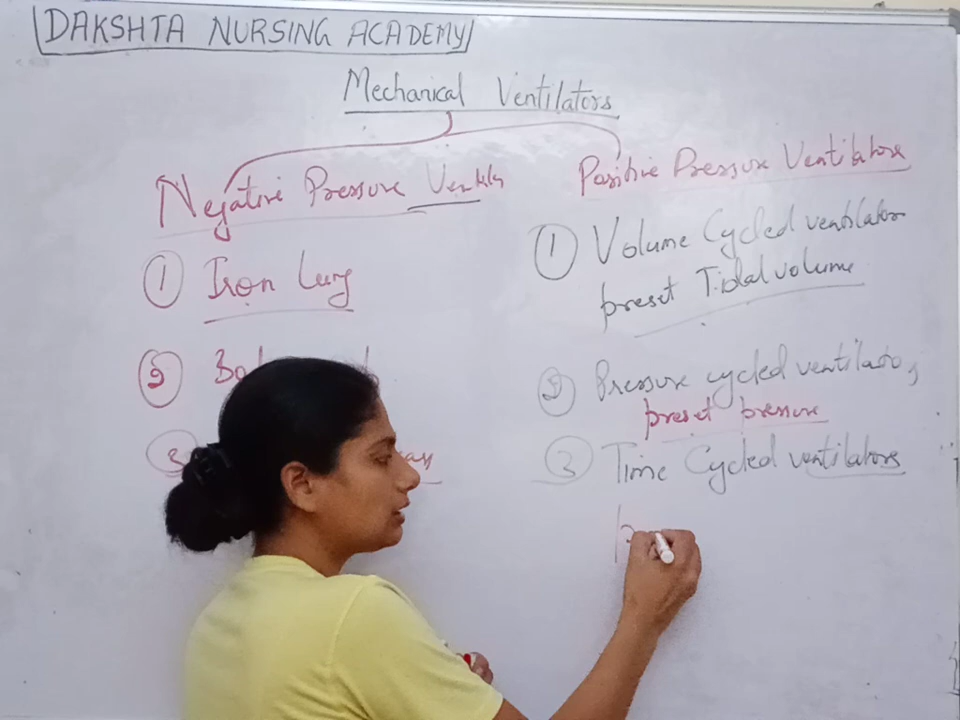 DAKSHTA NURSING ACADEMY
Mechanical Ventilators
Negative Pressure
① Iron Lung
②
③
Positive Pressure Ventilators
① Volume Cycled ventilator
preset Tidal volume
② Pressure cycled ventilators
preset pressure
③ Time Cycled ventilators